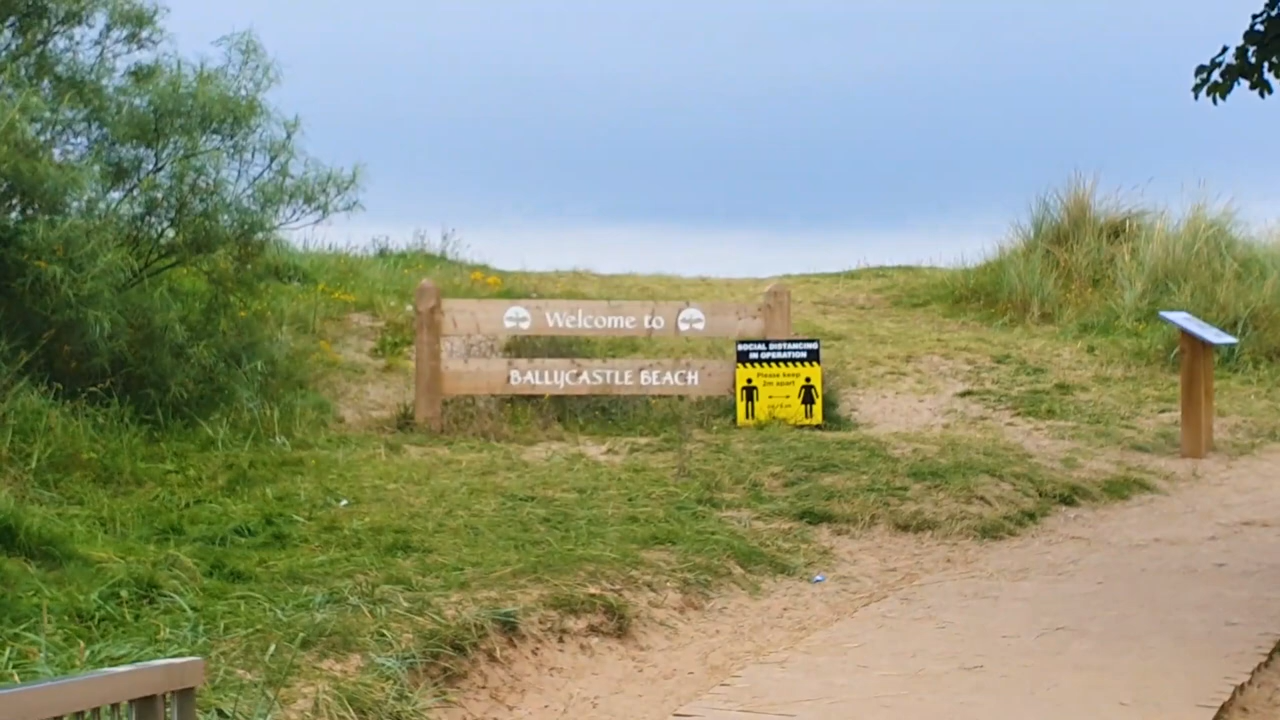 Welcome to
BALLYCASTLE BEACH
SOCIAL DISTANCING
IN OPERATION
Please keep
2m apart